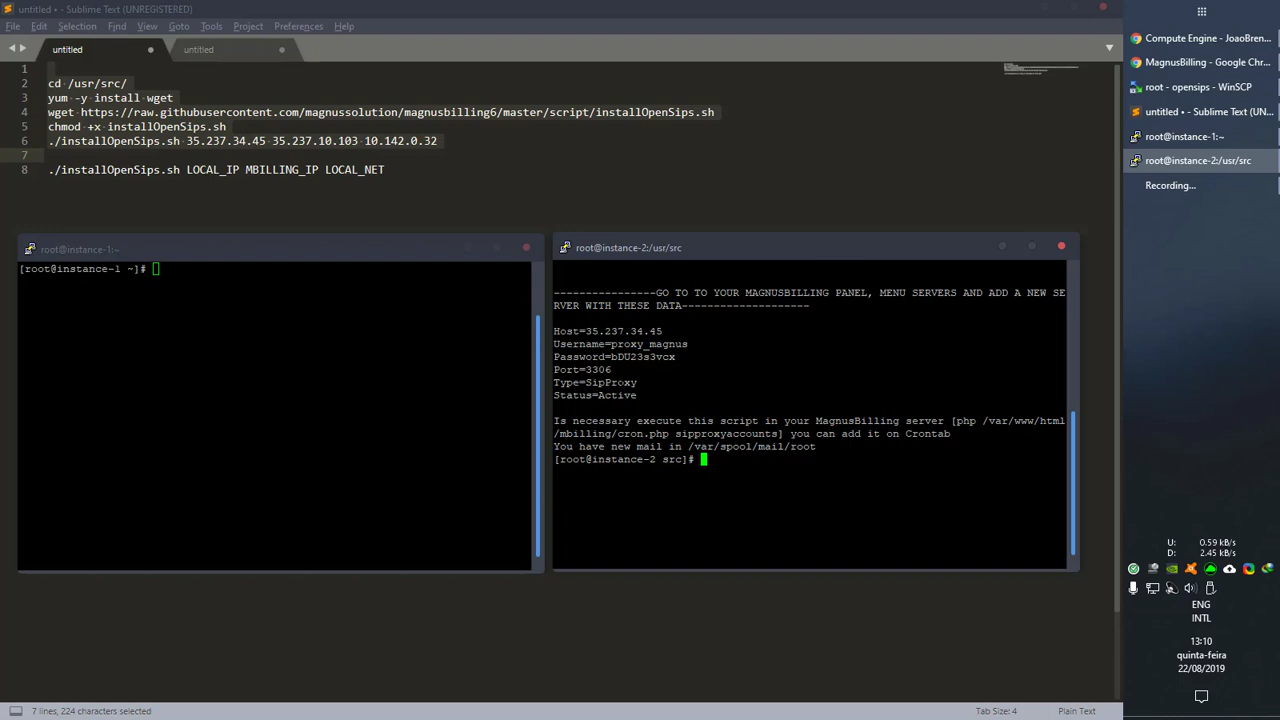 untitled • - Sublime Text (UNREGISTERED)
File Edit Selection Find View Goto Tools Project Preferences Help
untitled
untitled
1
2 cd /usr/src/
3 yum -y install wget
4 wget https://raw.githubusercontent.com/magnussolution/magnusbilling6/master/script/installOpenSips.sh
5 chmod +x installOpenSips.sh
6 ./installOpenSips.sh 35.237.34.45 35.237.10.103 10.142.0.32
7
8 ./installOpenSips.sh LOCAL_IP MBILLING_IP LOCAL_NET
root@instance-1:~
[root@instance-1 ~]#
root@instance-2:/usr/src
----------------GO TO TO YOUR MAGNUSBILLING PANEL, MENU SERVERS AND ADD A NEW SE
RVER WITH THESE DATA--------------------
Host=35.237.34.45
Username=proxy_magnus
Password=bDU23s3vcx
Port=3306
Type=SipProxy
Status=Active
Is necessary execute this script in your MagnusBilling server [php /var/www/html
/mbilling/cron.php sipproxyaccounts] you can add it on Crontab
You have new mail in /var/spool/mail/root
[root@instance-2 src]#
7 lines, 224 characters selected
Tab Size: 4
Plain Text
Compute Engine - JoaoBren...
MagnusBilling - Google Chr...
root - opensips - WinSCP
untitled • - Sublime Text (UN...
root@instance-1:~
root@instance-2:/usr/src
Recording...
U: 0.59 kB/s
D: 2.45 kB/s
ENG
INTL
13:10
quinta-feira
22/08/2019